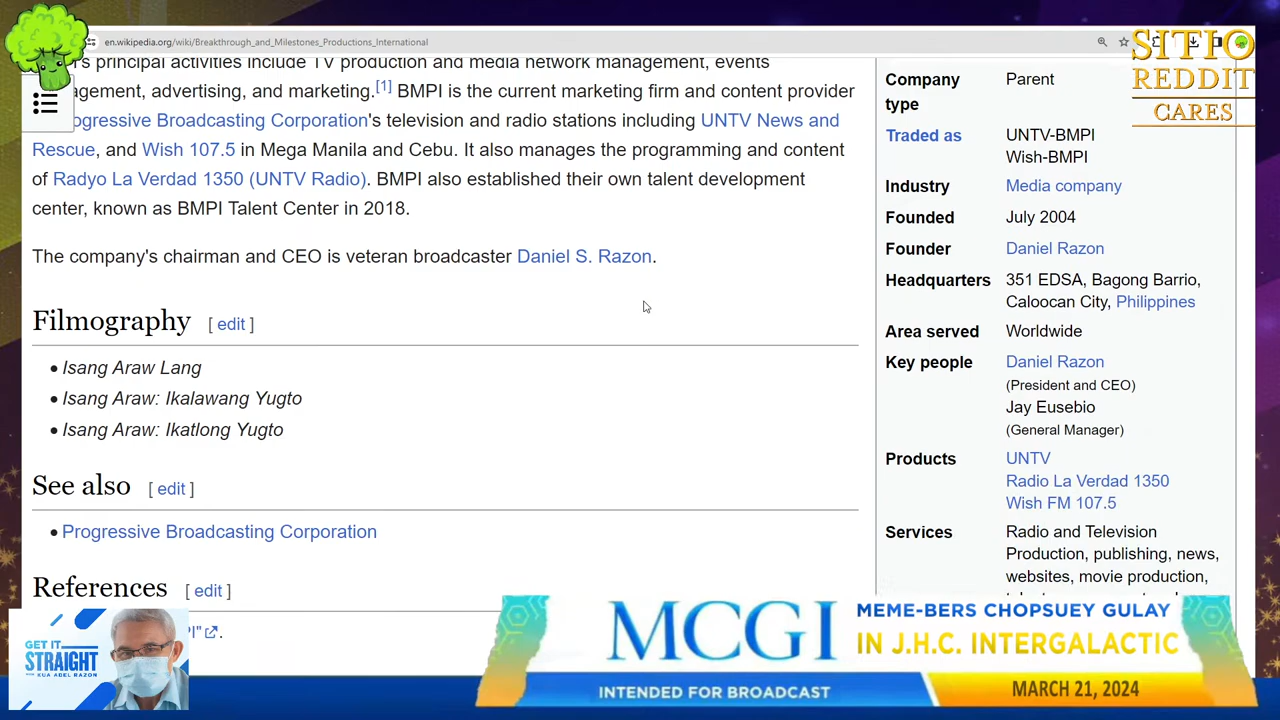 en.wikipedia.org/wiki/Breakthrough_and_Milestones_Productions_International
SITIO
REDDIT
CARES
's principal activities include TV production and media network management, events
agement, advertising, and marketing.[1] BMPI is the current marketing firm and content provider
ogressive Broadcasting Corporation's television and radio stations including UNTV News and
Rescue, and Wish 107.5 in Mega Manila and Cebu. It also manages the programming and content
of Radyo La Verdad 1350 (UNTV Radio). BMPI also established their own talent development
center, known as BMPI Talent Center in 2018.
The company's chairman and CEO is veteran broadcaster Daniel S. Razon.
Filmography [ edit ]
• Isang Araw Lang
• Isang Araw: Ikalawang Yugto
• Isang Araw: Ikatlong Yugto
See also [ edit ]
• Progressive Broadcasting Corporation
References [ edit ]
PI".
Company type Parent
Traded as UNTV-BMPI
Wish-BMPI
Industry Media company
Founded July 2004
Founder Daniel Razon
Headquarters 351 EDSA, Bagong Barrio,
Caloocan City, Philippines
Area served Worldwide
Key people Daniel Razon
(President and CEO)
Jay Eusebio
(General Manager)
Products UNTV
Radio La Verdad 1350
Wish FM 107.5
Services Radio and Television
Production, publishing, news,
websites, movie production,
GET IT
STRAIGHT
WITH KUA ADEL RAZON
MCGI
MEME-BERS CHOPSUEY GULAY
IN J.H.C. INTERGALACTIC
INTENDED FOR BROADCAST
MARCH 21, 2024